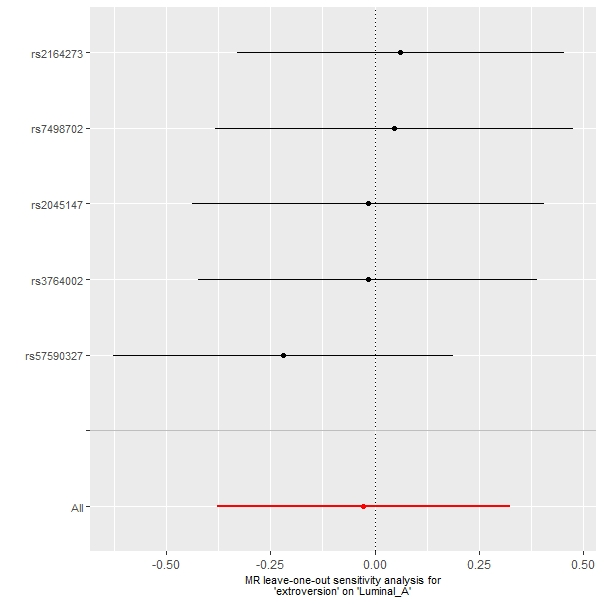 rs2164273
rs7498702
rs2045147
rs3764002
rs57590327
All
-0.50 -0.25 0.00 0.25 0.50
MR leave-one-out sensitivity analysis for
'extroversion' on 'Luminal_A'